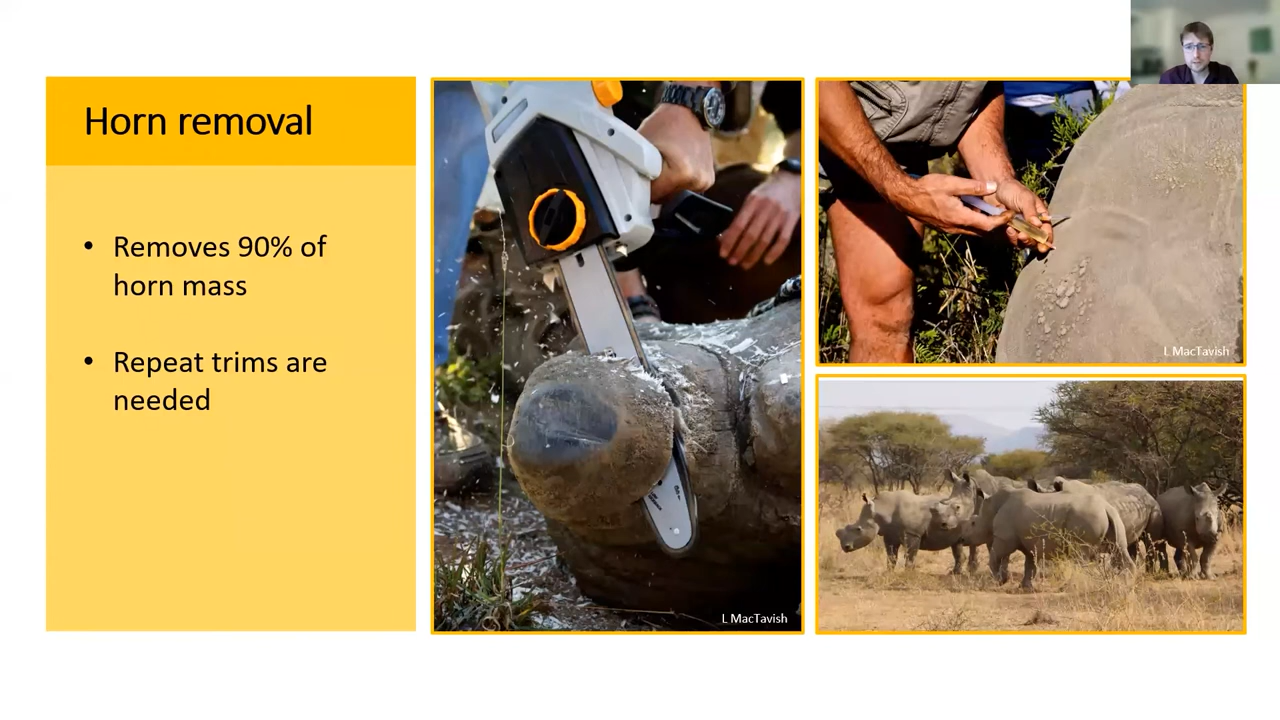 Horn removal
• Removes 90% of
horn mass
• Repeat trims are
needed
L MacTavish
L MacTavish